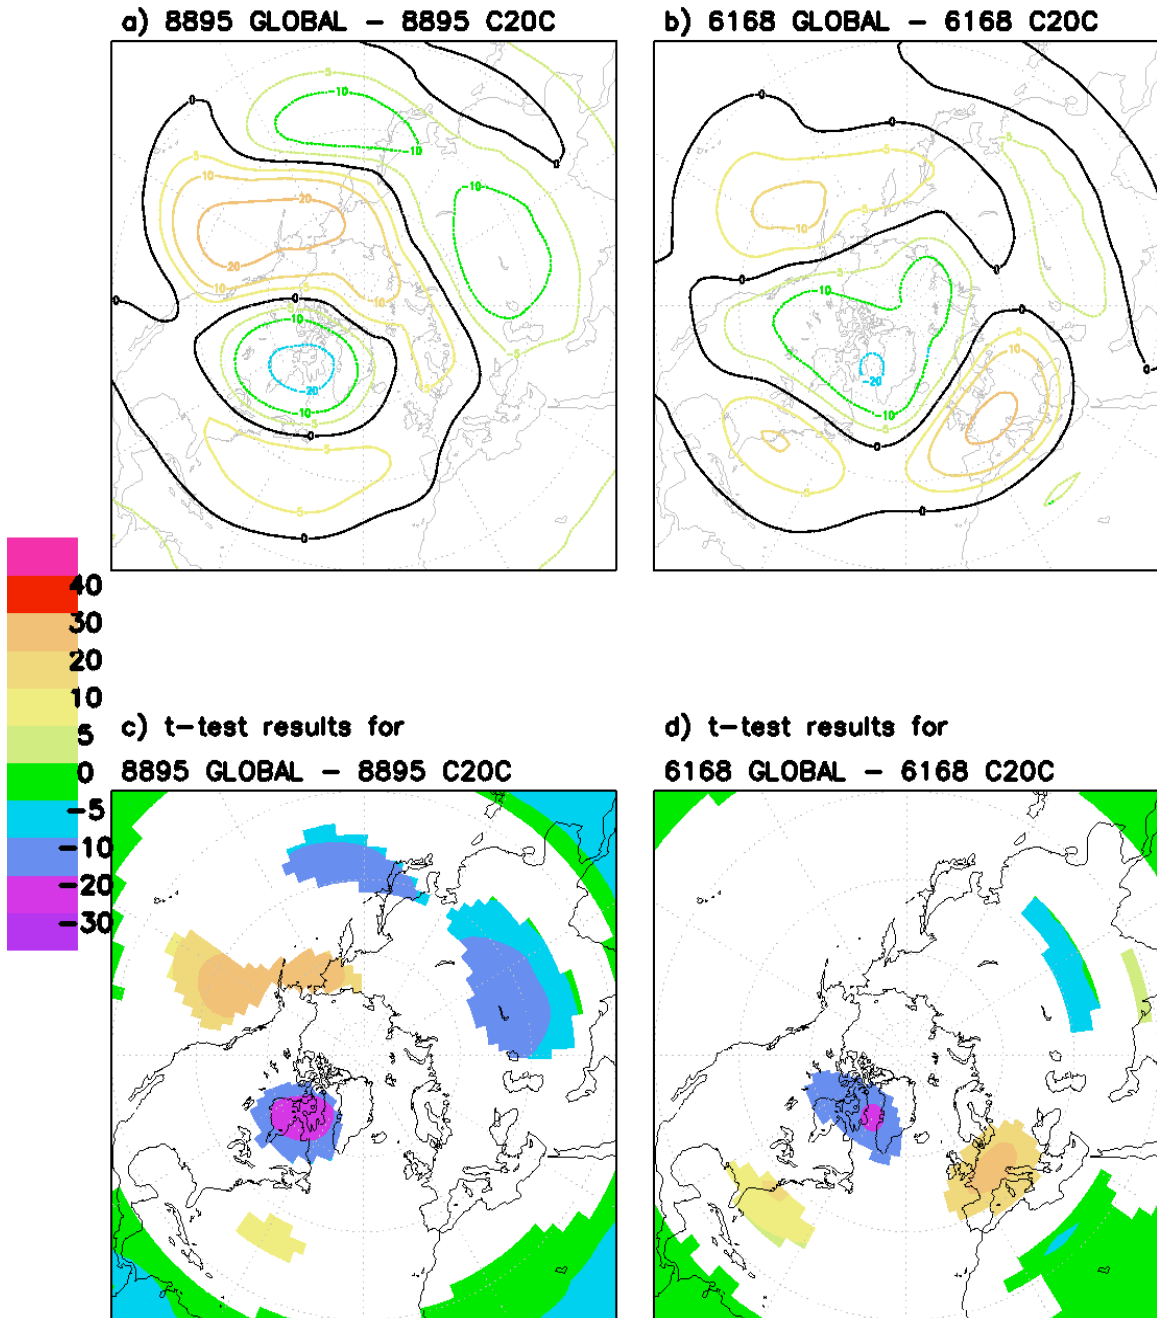 a) 8895 GLOBAL - 8895 C20C
b) 6168 GLOBAL - 6168 C20C
40
30
20
10
5
0
-5
-10
-20
-30
c) t-test results for
8895 GLOBAL - 8895 C20C
d) t-test results for
6168 GLOBAL - 6168 C20C